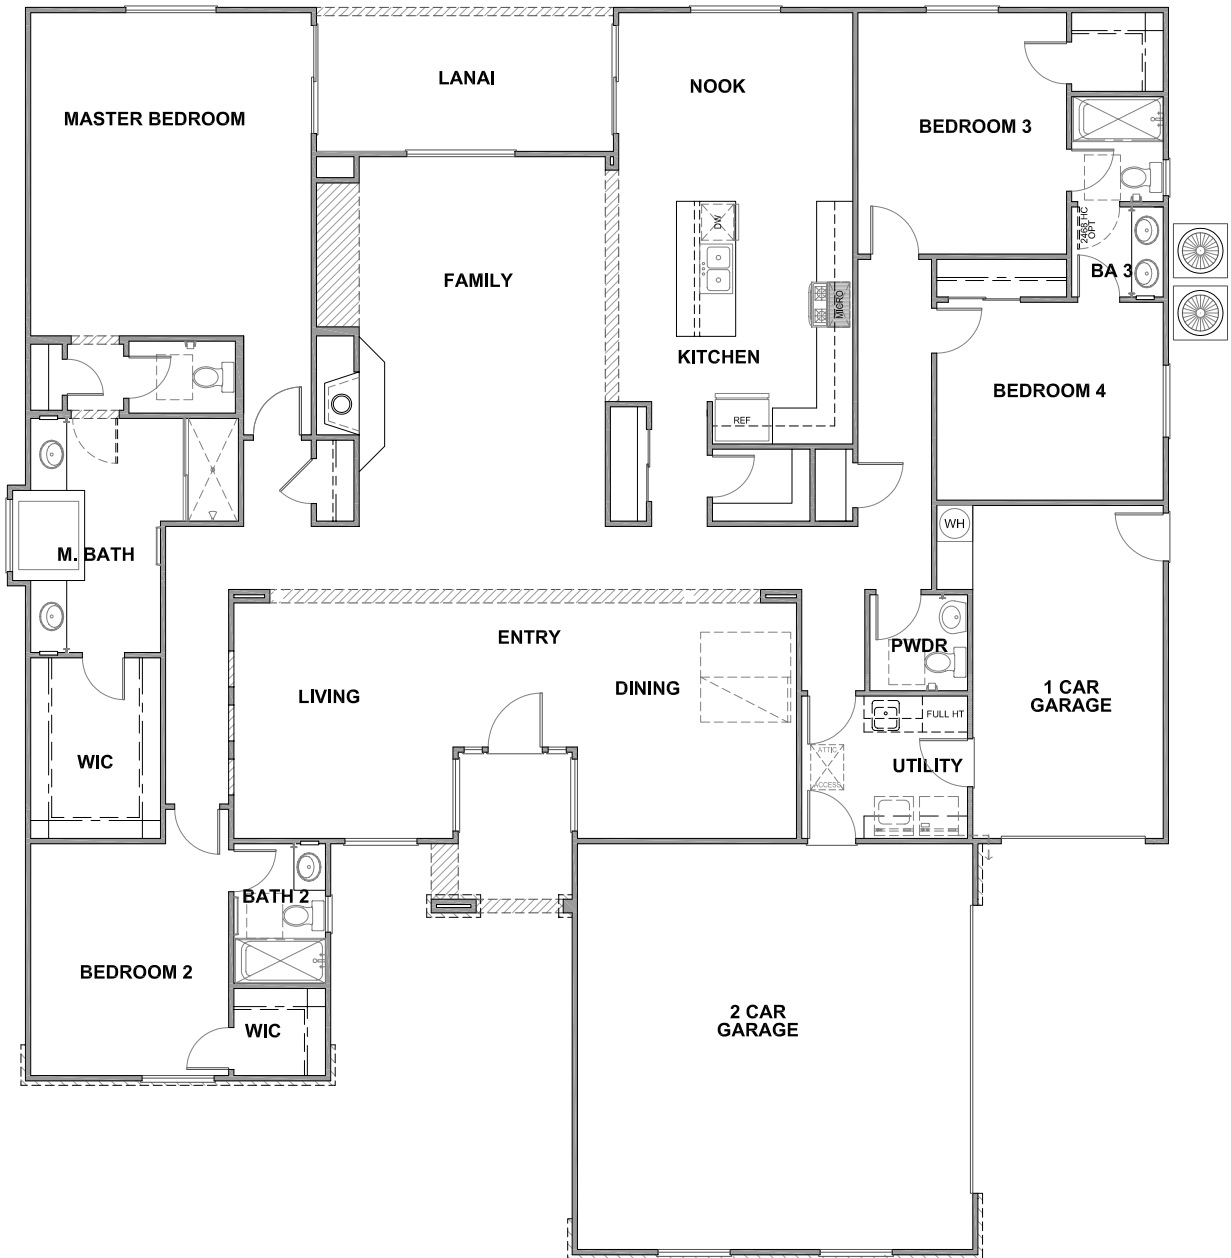 LANAI
NOOK
MASTER BEDROOM
BEDROOM 3
DW
2468 HC
OPT
BA 3
FAMILY
MICRO
KITCHEN
BEDROOM 4
REF
WH
M. BATH
ENTRY
PWDR
LIVING
DINING
1 CAR
GARAGE
FULL HT
WIC
ATTIC
ACCESS
UTILITY
BATH 2
BEDROOM 2
WIC
2 CAR
GARAGE